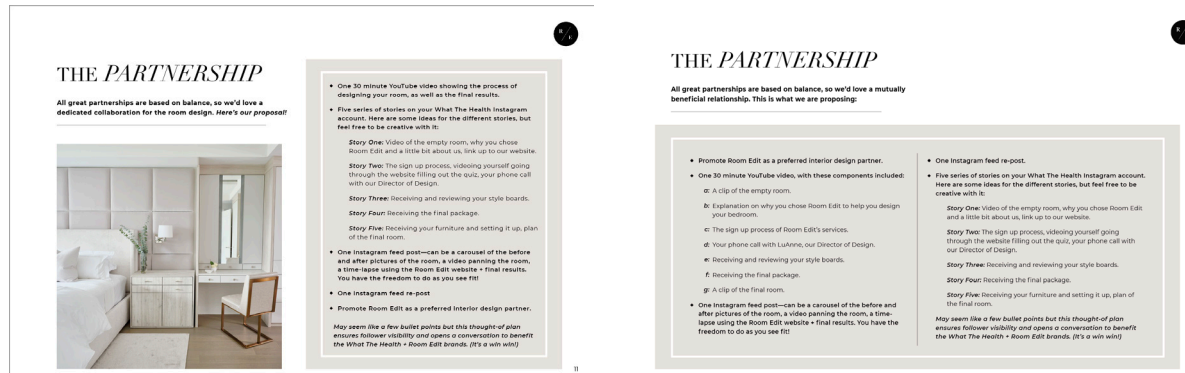 R / E
THE PARTNERSHIP
All great partnerships are based on balance, so we'd love a
dedicated collaboration for the room design. Here's our proposal!
One 30 minute YouTube video showing the process of
designing your room, as well as the final results.
Five series of stories on your What The Health Instagram
account. Here are some ideas for the different stories, but
feel free to be creative with it:
Story One: Video of the empty room, why you chose
Room Edit and a little bit about us, link up to our website.
Story Two: The sign up process, videoing yourself going
through the website filling out the quiz, your phone call
with our Director of Design.
Story Three: Receiving and reviewing your style boards.
Story Four: Receiving the final package.
Story Five: Receiving your furniture and setting it up, plan
of the final room.
One Instagram feed post—can be a carousel of the before
and after pictures of the room, a video panning the room,
a time-lapse using the Room Edit website + final results.
You have the freedom to do as you see fit!
One Instagram feed re-post
Promote Room Edit as a preferred interior design partner.
May seem like a few bullet points but this thought-of plan
ensures follower visibility and opens a conversation to benefit
the What The Health + Room Edit brands. (It's a win win!)
11
R
THE PARTNERSHIP
All great partnerships are based on balance, so we'd love a mutually
beneficial relationship. This is what we are proposing:
Promote Room Edit as a preferred interior design partner.
One 30 minute YouTube video, with these components included:
a: A clip of the empty room.
b: Explanation on why you chose Room Edit to help you design
your bedroom.
c: The sign up process of Room Edit's services.
d: Your phone call with LuAnne, our Director of Design.
e: Receiving and reviewing your style boards.
f: Receiving the final package.
g: A clip of the final room.
One Instagram feed post—can be a carousel of the before and
after pictures of the room, a video panning the room, a time-
lapse using the Room Edit website + final results. You have the
freedom to do as you see fit!
One Instagram feed re-post.
Five series of stories on your What The Health Instagram account.
Here are some ideas for the different stories, but feel free to be
creative with it:
Story One: Video of the empty room, why you chose Room Edit
and a little bit about us, link up to our website.
Story Two: The sign up process, videoing yourself going
through the website filling out the quiz, your phone call with
our Director of Design.
Story Three: Receiving and reviewing your style boards.
Story Four: Receiving the final package.
Story Five: Receiving your furniture and setting it up, plan of
the final room.
May seem like a few bullet points but this thought-of plan
ensures follower visibility and opens a conversation to benefit
the What The Health + Room Edit brands. (It's a win win!)